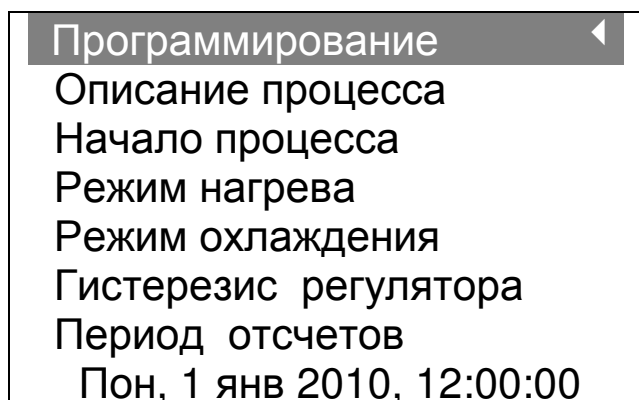 Программирование
Описание процесса
Начало процесса
Режим нагрева
Режим охлаждения
Гистерезис регулятора
Период отсчетов
Пон, 1 янв 2010, 12:00:00